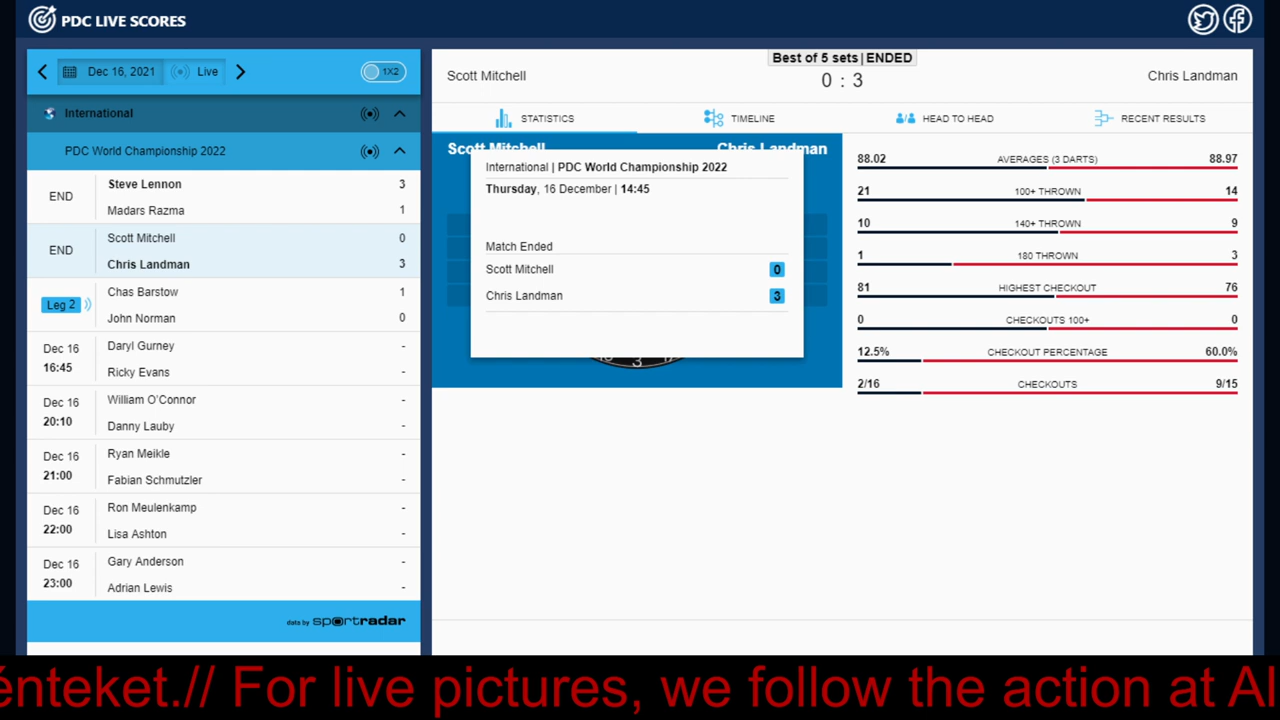 PDC LIVE SCORES
Dec 16, 2021
Live
1X2
International
PDC World Championship 2022
END
Steve Lennon 3
Madars Razma 1
END
Scott Mitchell 0
Chris Landman 3
Leg 2
Chas Barstow 1
John Norman 0
Dec 16
16:45
Daryl Gurney -
Ricky Evans -
Dec 16
20:10
William O'Connor -
Danny Lauby -
Dec 16
21:00
Ryan Meikle -
Fabian Schmutzler -
Dec 16
22:00
Ron Meulenkamp -
Lisa Ashton -
Dec 16
23:00
Gary Anderson -
Adrian Lewis -
data by sportradar
Best of 5 sets | ENDED
Scott Mitchell 0 : 3 Chris Landman
STATISTICS TIMELINE HEAD TO HEAD RECENT RESULTS
Scott Mitchell Chris Landman
International | PDC World Championship 2022
Thursday, 16 December | 14:45
Match Ended
Scott Mitchell 0
Chris Landman 3
3
88.02 AVERAGES (3 DARTS) 88.97
21 100+ THROWN 14
10 140+ THROWN 9
1 180 THROWN 3
81 HIGHEST CHECKOUT 76
0 CHECKOUTS 100+ 0
12.5% CHECKOUT PERCENTAGE 60.0%
2/16 CHECKOUTS 9/15
énteket.// For live pictures, we follow the action at Al